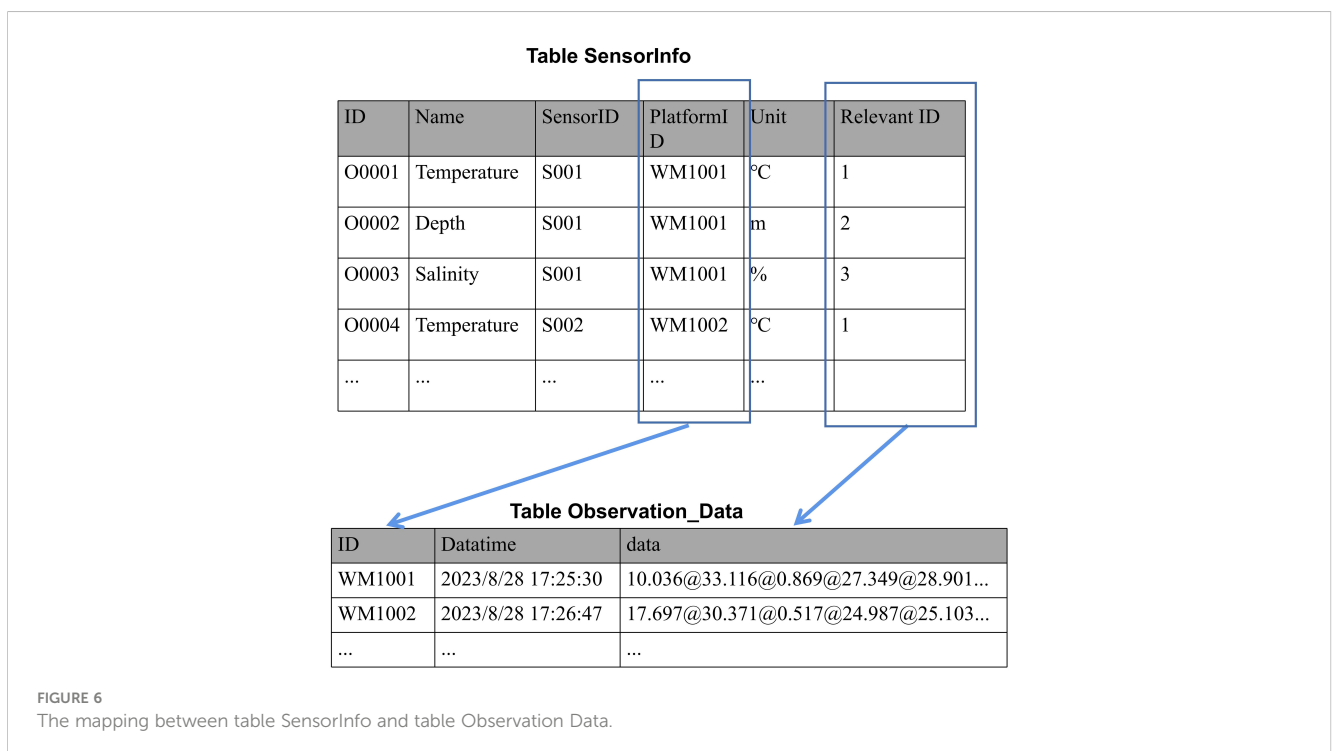 Table SensorInfo
ID Name SensorID PlatformI Unit Relevant ID
D
O0001 Temperature S001 WM1001 °C 1
O0002 Depth S001 WM1001 m 2
O0003 Salinity S001 WM1001 % 3
O0004 Temperature S002 WM1002 °C 1
... ... ... ... ...
Table Observation_Data
ID Datatime data
WM1001 2023/8/28 17:25:30 10.036@33.116@0.869@27.349@28.901...
WM1002 2023/8/28 17:26:47 17.697@30.371@0.517@24.987@25.103...
... ... ...
FIGURE 6
The mapping between table SensorInfo and table Observation Data.